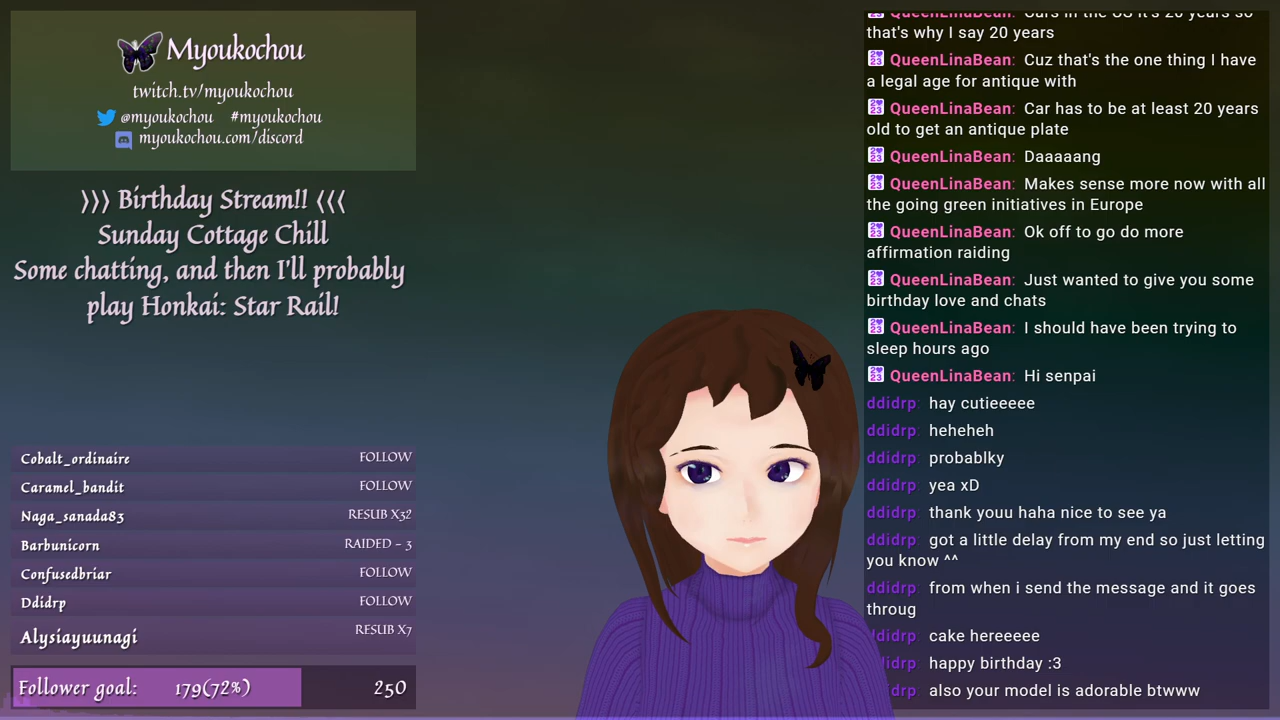 Myoukochou
twitch.tv/myoukochou
@myoukochou #myoukochou
myoukochou.com/discord
⟩⟩⟩ Birthday Stream!! ⟨⟨⟨
Sunday Cottage Chill
Some chatting, and then I'll probably
play Honkai: Star Rail!
Cobalt_ordinaire FOLLOW
Caramel_bandit FOLLOW
Naga_sanada83 RESUB X32
Barbunicorn RAIDED - 3
Confusedbriar FOLLOW
Ddidrp FOLLOW
Alysiayuunagi RESUB X7
Follower goal: 179(72%) 250
that's why I say 20 years
QueenLinaBean: Cuz that's the one thing I have
a legal age for antique with
QueenLinaBean: Car has to be at least 20 years
old to get an antique plate
QueenLinaBean: Daaaaang
QueenLinaBean: Makes sense more now with all
the going green initiatives in Europe
QueenLinaBean: Ok off to go do more
affirmation raiding
QueenLinaBean: Just wanted to give you some
birthday love and chats
QueenLinaBean: I should have been trying to
sleep hours ago
QueenLinaBean: Hi senpai
ddidrp: hay cutieeeee
ddidrp: heheheh
ddidrp: probablky
ddidrp: yea xD
ddidrp: thank youu haha nice to see ya
ddidrp: got a little delay from my end so just letting
you know ^^
ddidrp: from when i send the message and it goes
throug
ddidrp: cake hereeeee
ddidrp: happy birthday :3
ddidrp: also your model is adorable btwww